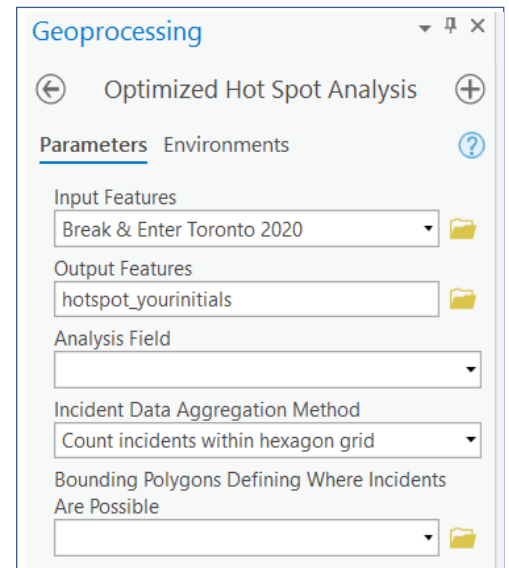 Geoprocessing
Optimized Hot Spot Analysis
Parameters Environments
Input Features
Break & Enter Toronto 2020
Output Features
hotspot_yourinitials
Analysis Field
Incident Data Aggregation Method
Count incidents within hexagon grid
Bounding Polygons Defining Where Incidents
Are Possible